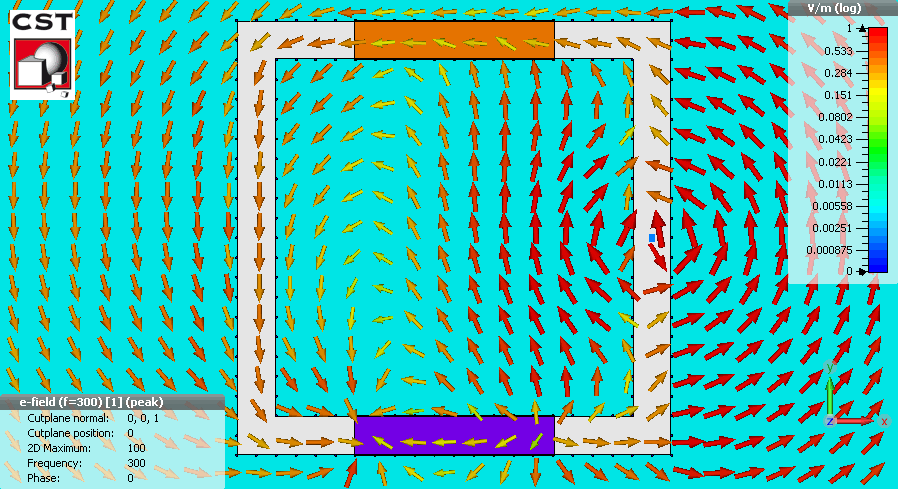 CST
V/m (log)
1
0.533
0.284
0.151
0.0802
0.0423
0.0221
0.0113
0.00558
0.00251
0.000875
0
e-field (f=300) [1] (peak)
Cutplane normal: 0, 0, 1
Cutplane position: 0
2D Maximum: 100
Frequency: 300
Phase: 0
y
z
x